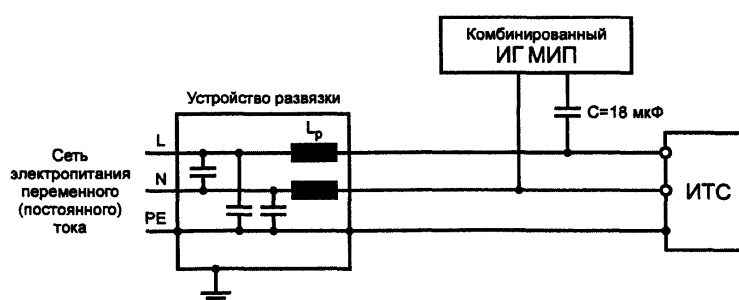 Комбинированный
ИГ МИП
Устройство развязки
C=18 мкФ
L
Lр
Сеть
электропитания
переменного
(постоянного)
тока
N
PE
ИТС